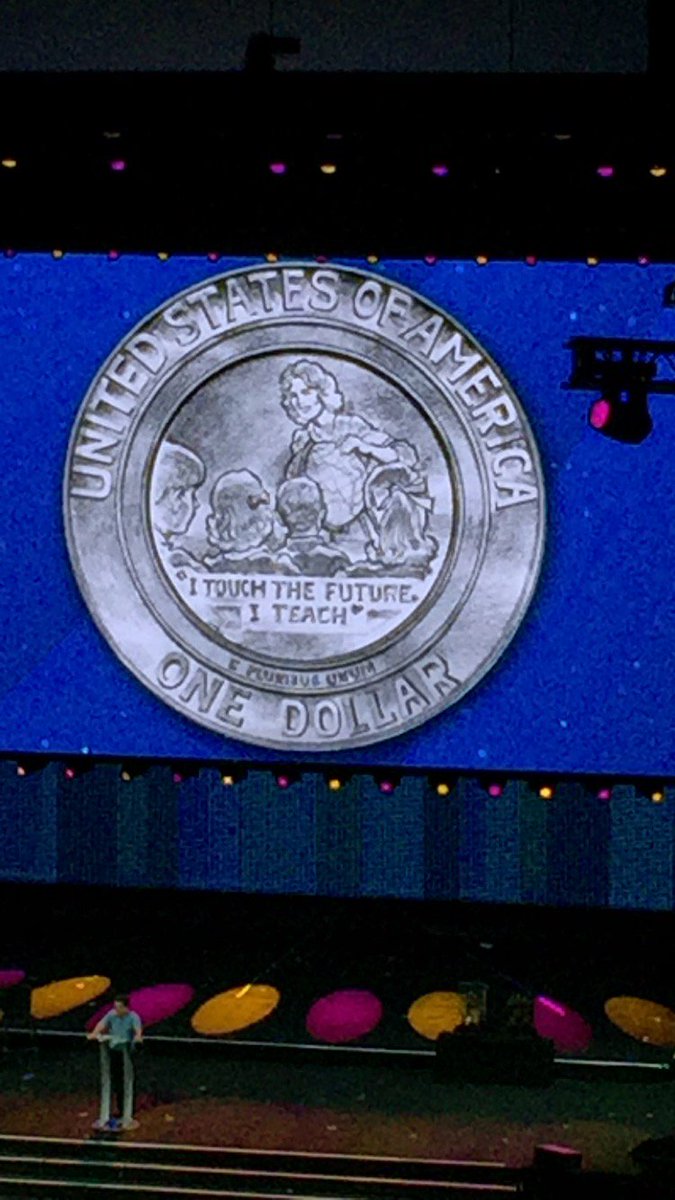 UNITED STATES OF AMERICA
"I TOUCH THE FUTURE.
I TEACH"
E PLURIBUS UNUM
ONE DOLLAR